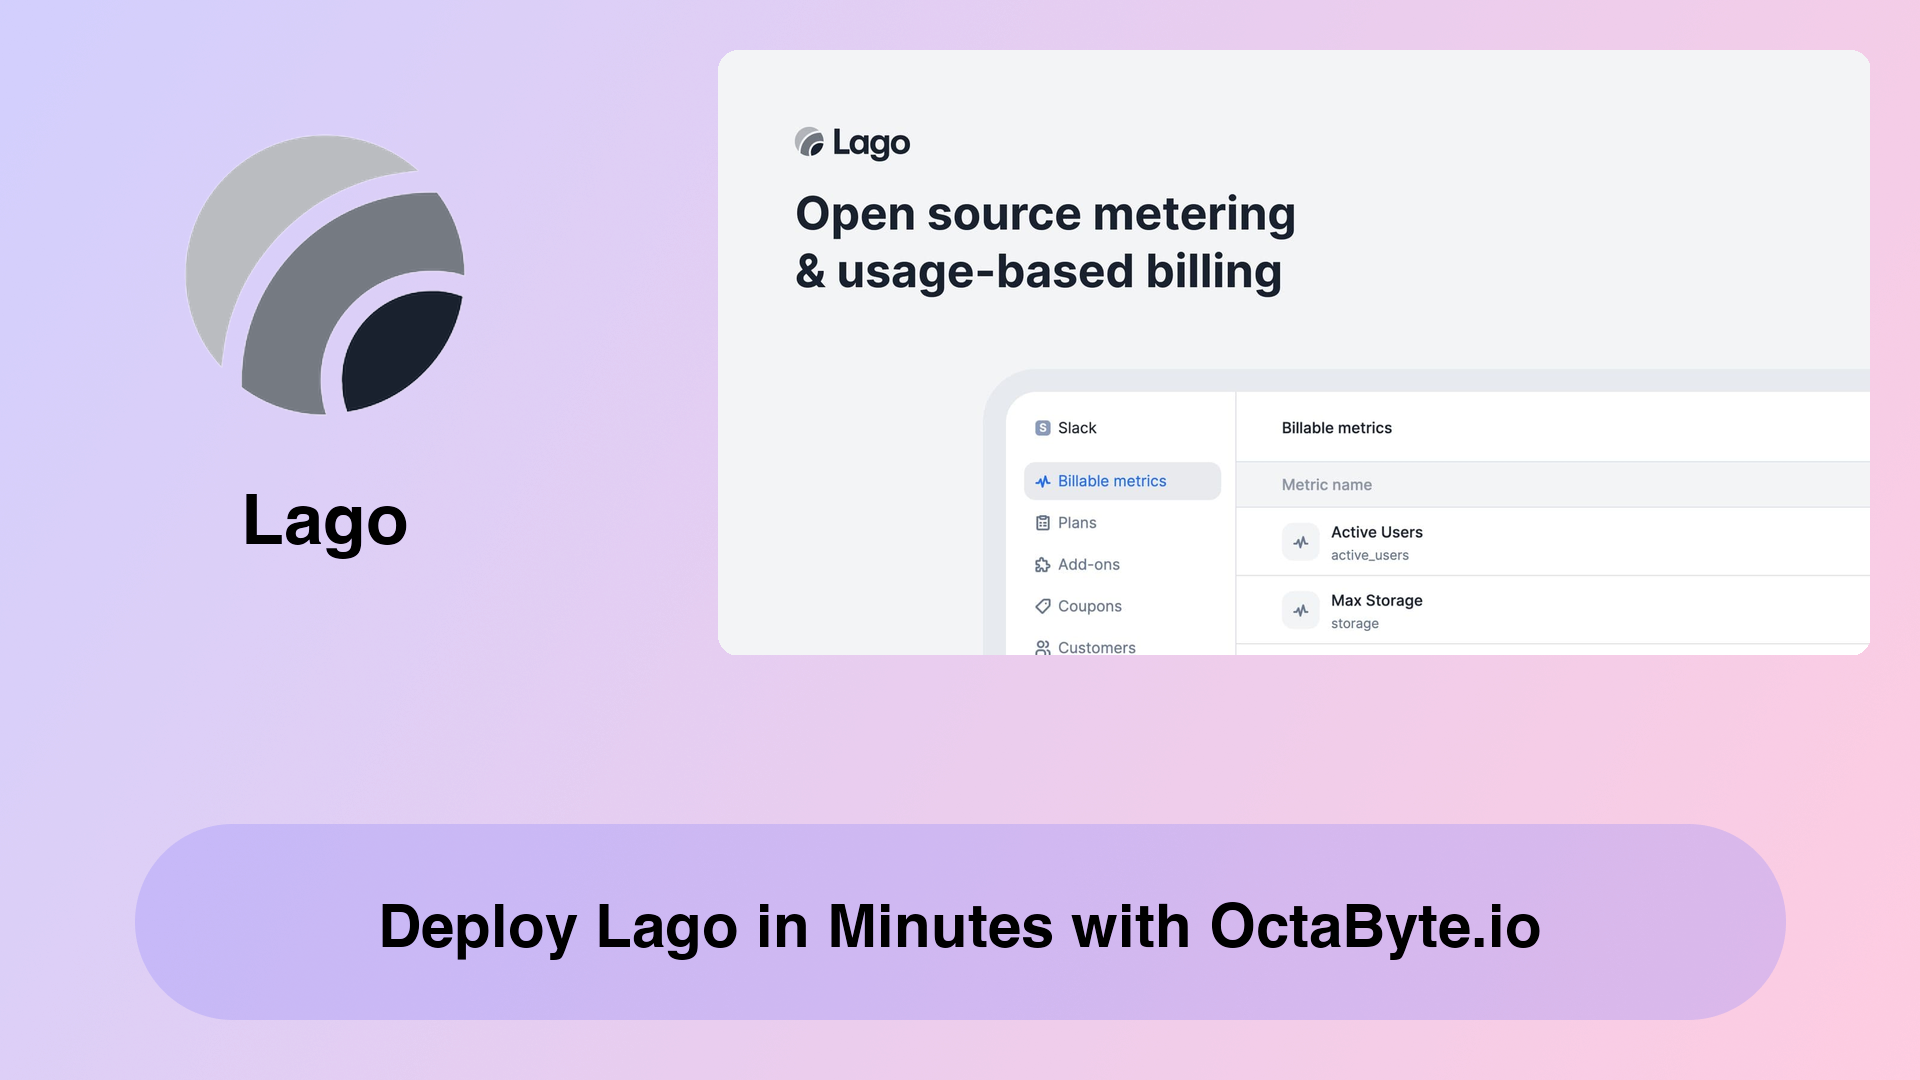 Lago
Lago
Open source metering
& usage-based billing
S Slack
Billable metrics
Plans
Add-ons
Coupons
Customers
Billable metrics
Metric name
Active Users
active_users
Max Storage
storage
Deploy Lago in Minutes with OctaByte.io